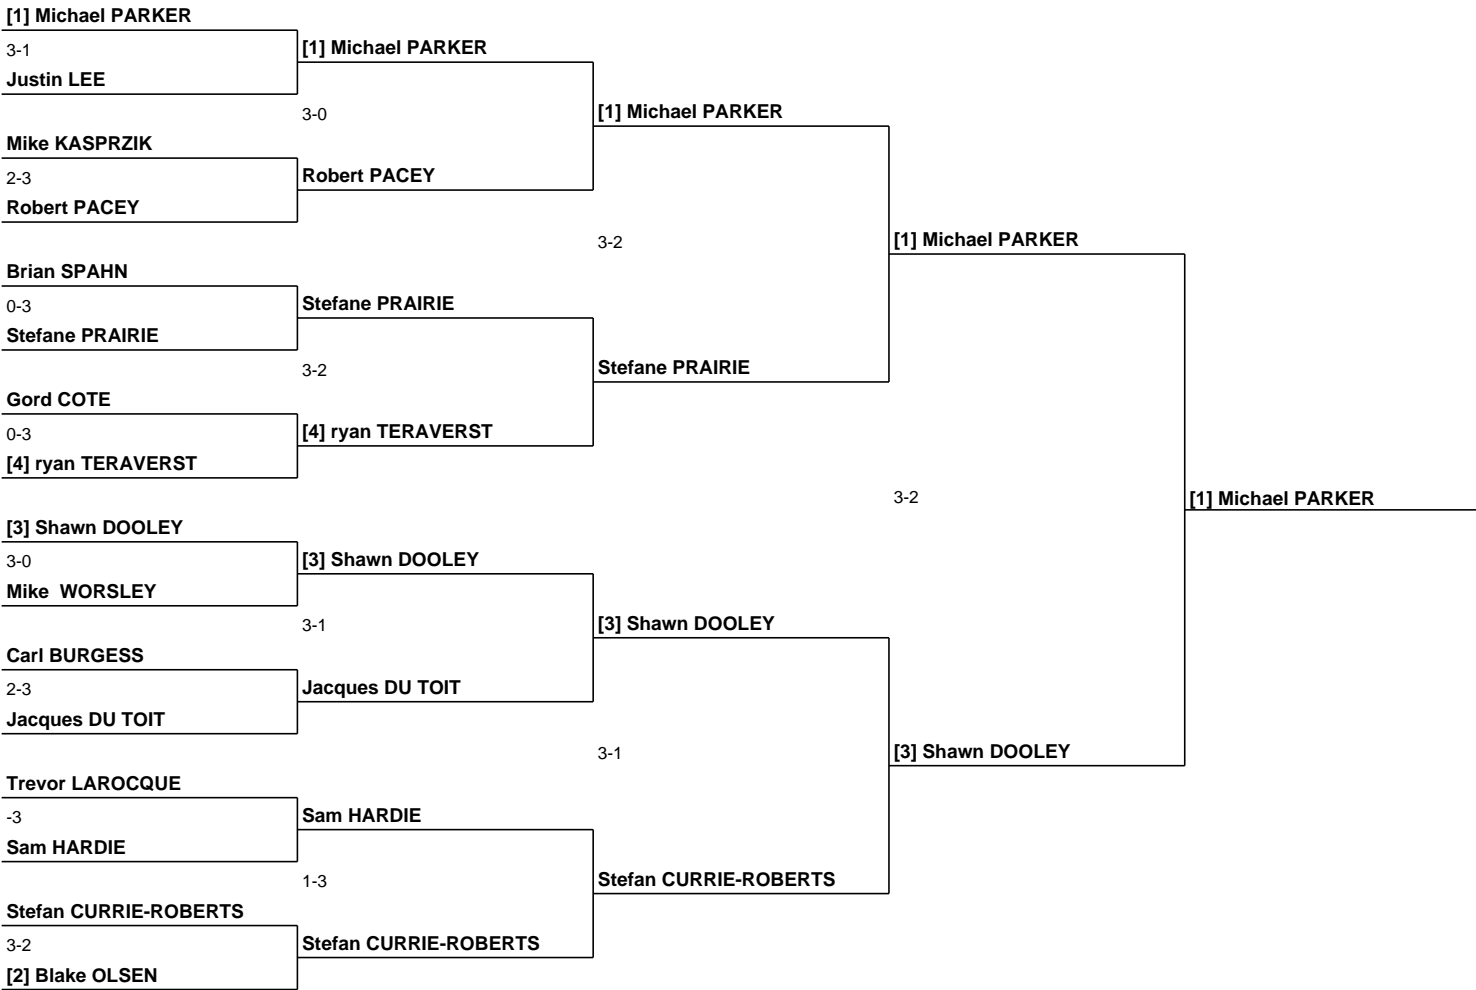 [1] Michael PARKER
3-1
Justin LEE
Mike KASPRZIK
2-3
Robert PACEY
Brian SPAHN
0-3
Stefane PRAIRIE
Gord COTE
0-3
[4] ryan TERAVERST
[3] Shawn DOOLEY
3-0
Mike  WORSLEY
Carl BURGESS
2-3
Jacques DU TOIT
Trevor LAROCQUE
-3
Sam HARDIE
Stefan CURRIE-ROBERTS
3-2
[2] Blake OLSEN
[1] Michael PARKER
3-0
Robert PACEY
Stefane PRAIRIE
3-2
[4] ryan TERAVERST
[3] Shawn DOOLEY
3-1
Jacques DU TOIT
Sam HARDIE
1-3
Stefan CURRIE-ROBERTS
[1] Michael PARKER
3-2
Stefane PRAIRIE
[3] Shawn DOOLEY
3-1
Stefan CURRIE-ROBERTS
[1] Michael PARKER
3-2
[3] Shawn DOOLEY
[1] Michael PARKER